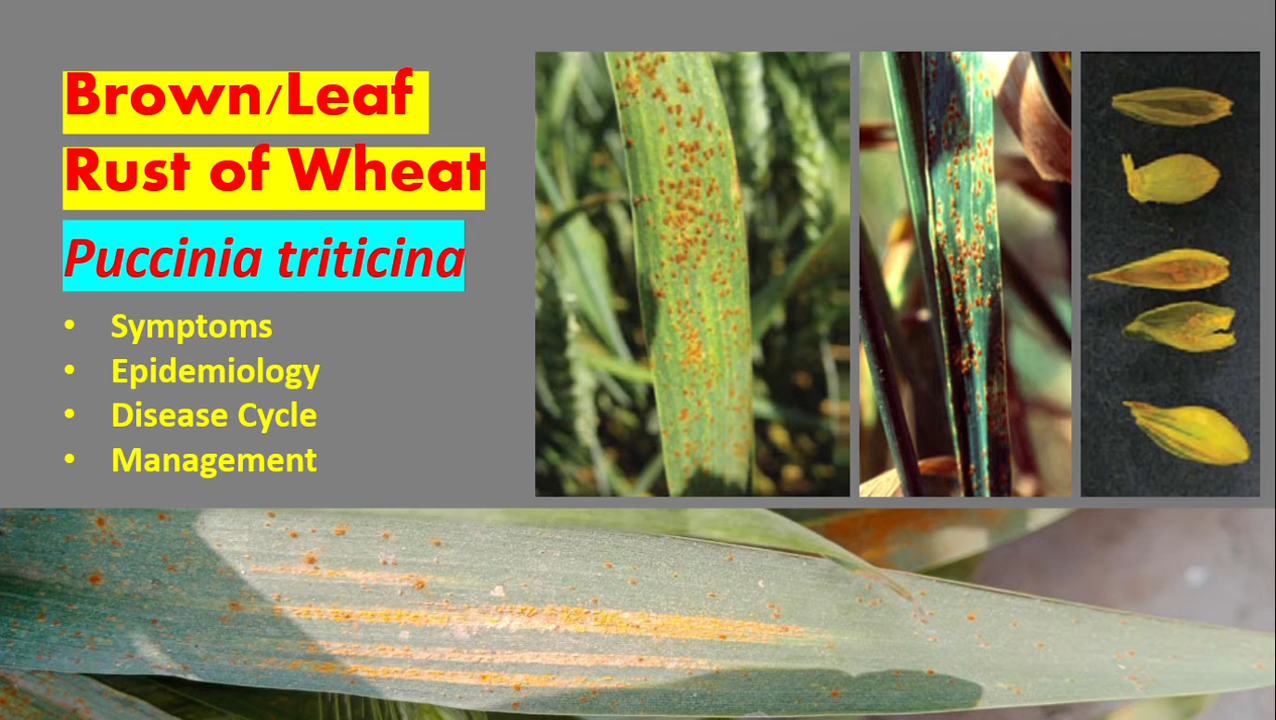 Brown/Leaf
Rust of Wheat
Puccinia triticina
• Symptoms
• Epidemiology
• Disease Cycle
• Management